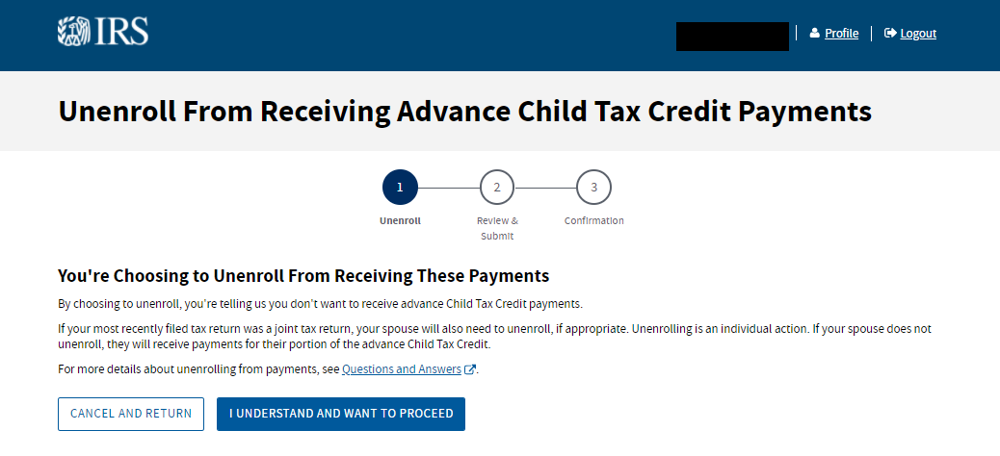 IRS
Profile
Logout
Unenroll From Receiving Advance Child Tax Credit Payments
1
2
3
Unenroll
Review &
Submit
Confirmation
You're Choosing to Unenroll From Receiving These Payments
By choosing to unenroll, you're telling us you don't want to receive advance Child Tax Credit payments.
If your most recently filed tax return was a joint tax return, your spouse will also need to unenroll, if appropriate. Unenrolling is an individual action. If your spouse does not
unenroll, they will receive payments for their portion of the advance Child Tax Credit.
For more details about unenrolling from payments, see Questions and Answers.
CANCEL AND RETURN
I UNDERSTAND AND WANT TO PROCEED